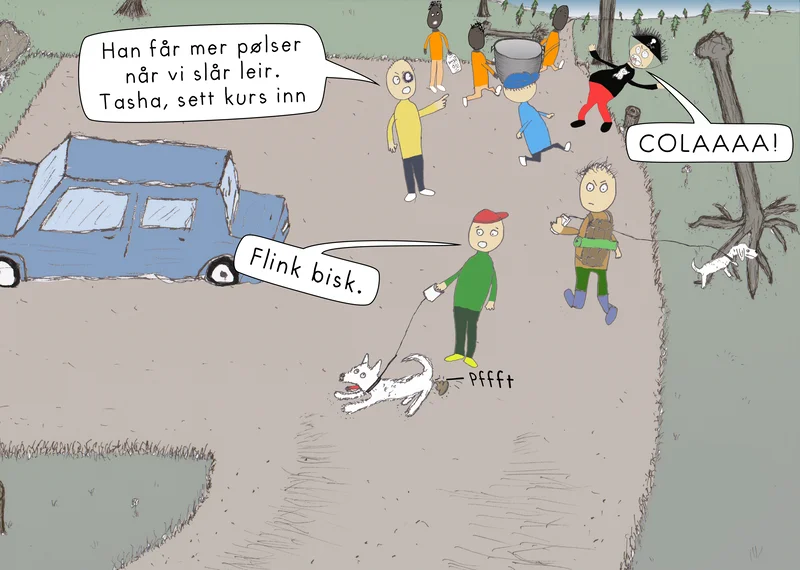 Han får mer pølser
når vi slår leir.
Tasha, sett kurs inn
COLAAAA!
Flink bisk.
Pffft